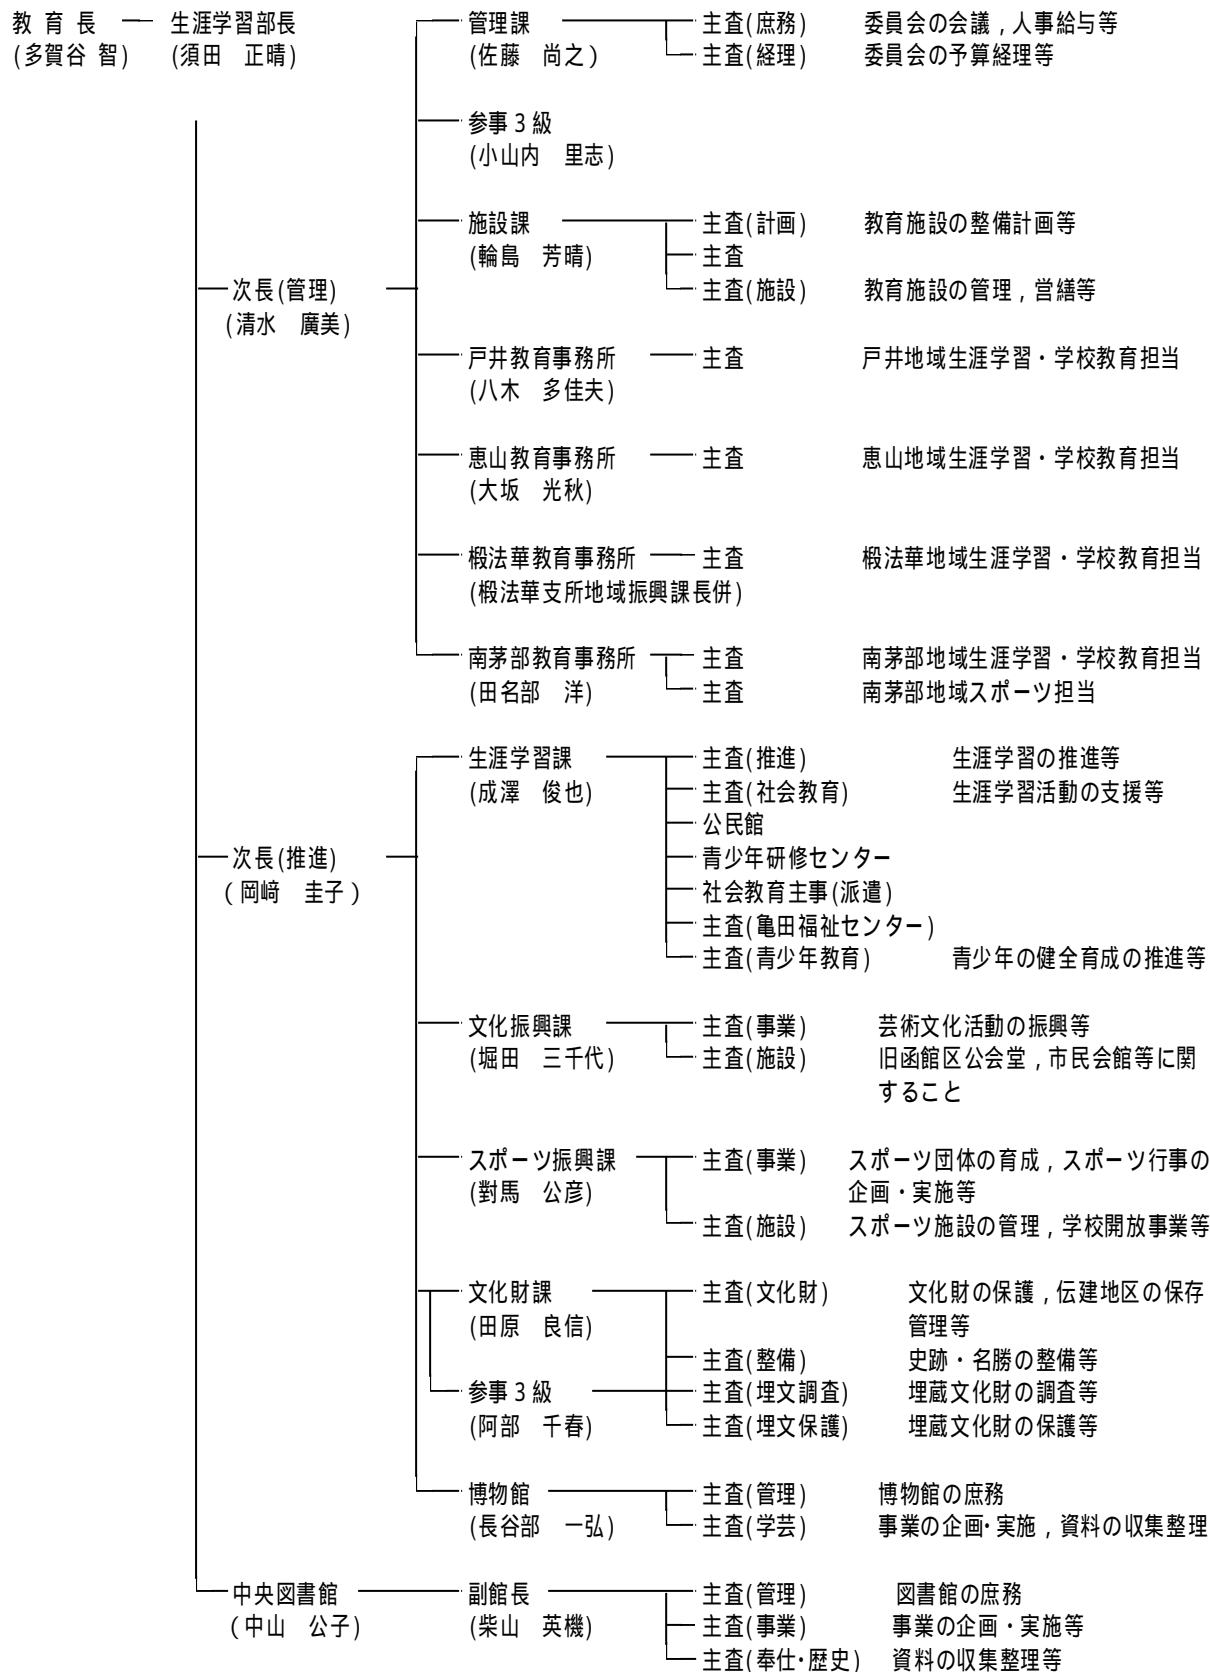 教 育 長 生涯学習部長 管理課 主査(庶務) 委員会の会議，人事給与等
(多賀谷 智) (須田　正晴) (佐藤　尚之) 主査(経理) 委員会の予算経理等
参事３級
(小山内　里志)
施設課 主査(計画) 教育施設の整備計画等
(輪島　芳晴) 主査
次長(管理) 主査(施設) 教育施設の管理，営繕等
(清水　廣美)
戸井教育事務所 主査 戸井地域生涯学習・学校教育担当
(八木　多佳夫)
恵山教育事務所 主査 恵山地域生涯学習・学校教育担当
(大坂　光秋)
椴法華教育事務所 主査 椴法華地域生涯学習・学校教育担当
(椴法華支所地域振興課長併)
南茅部教育事務所 主査 南茅部地域生涯学習・学校教育担当
(田名部　洋) 主査 南茅部地域スポーツ担当
生涯学習課 主査(推進) 生涯学習の推進等
(成澤　俊也) 主査(社会教育) 生涯学習活動の支援等
公民館
次長(推進) 青少年研修センター
(岡﨑　圭子) 社会教育主事(派遣)
主査(亀田福祉センター)
主査(青少年教育) 青少年の健全育成の推進等
文化振興課 主査(事業) 芸術文化活動の振興等
(堀田　三千代) 主査(施設) 旧函館区公会堂，市民会館等に関
すること
スポーツ振興課 主査(事業) スポーツ団体の育成，スポーツ行事の
(對馬　公彦) 企画・実施等
主査(施設) スポーツ施設の管理，学校開放事業等
文化財課 主査(文化財) 文化財の保護，伝建地区の保存
(田原　良信) 管理等
主査(整備) 史跡・名勝の整備等
参事３級 主査(埋文調査) 埋蔵文化財の調査等
(阿部　千春) 主査(埋文保護) 埋蔵文化財の保護等
博物館 主査(管理) 博物館の庶務
(長谷部　一弘) 主査(学芸) 事業の企画・実施，資料の収集整理
中央図書館 副館長 主査(管理) 図書館の庶務
(中山　公子) (柴山　英機) 主査(事業) 事業の企画・実施等
主査(奉仕・歴史) 資料の収集整理等